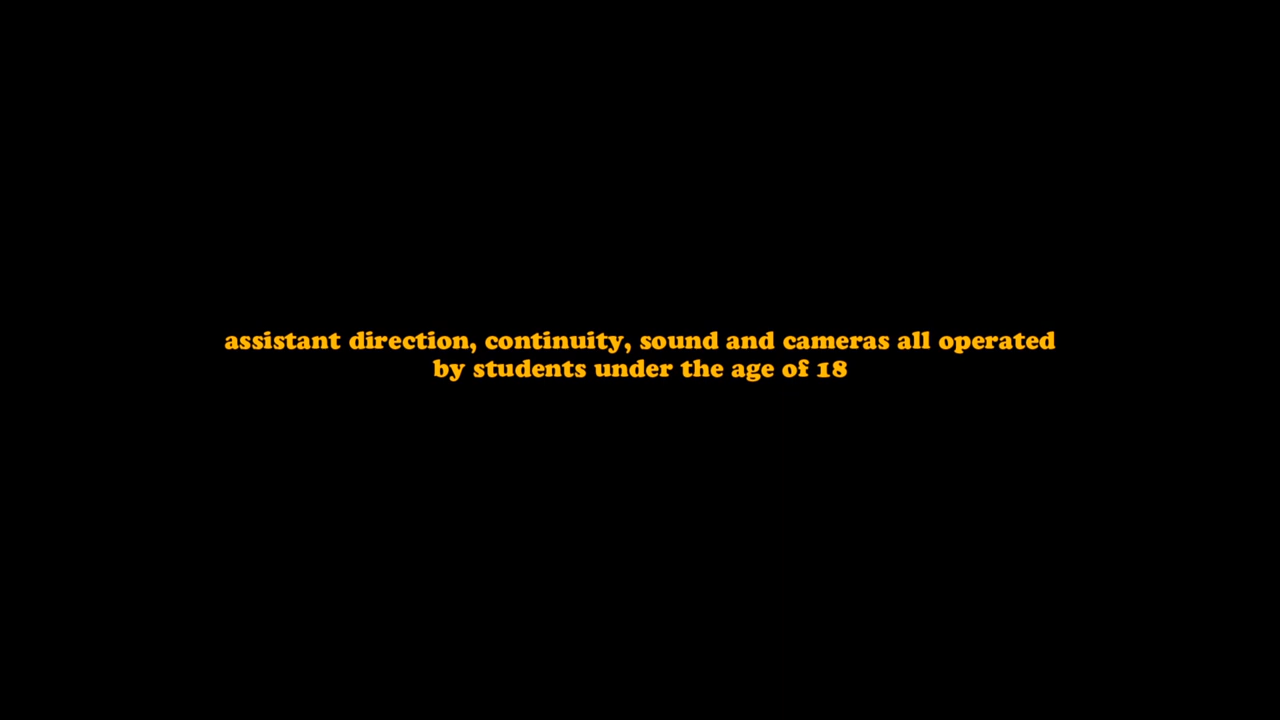 assistant direction, continuity, sound and cameras all operated
by students under the age of 18